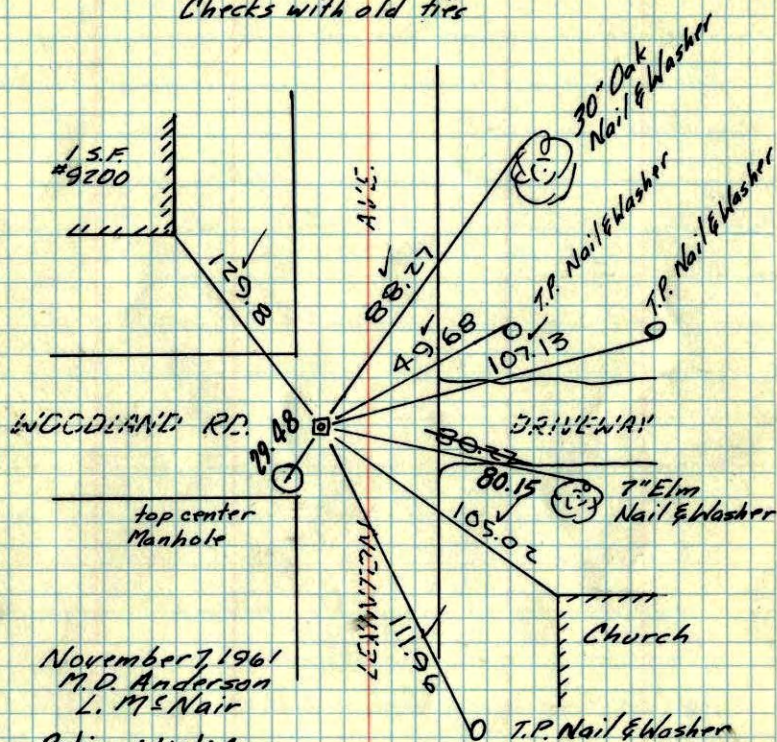 Checks with old ties
30" Oak
Nail & Washer
1 S.F.
#9200
AVE.
129.8
88.27
T.P. Nail & Washer
T.P. Nail & Washer
49.68
107.13
WOODLAND RD.
29.48
DRIVEWAY
80.15
7" Elm
Nail & Washer
top center
Manhole
105.02
LEXINGTON
111.96
Church
November 7, 1961
M.D. Anderson
L. McNair
T.P. Nail & Washer